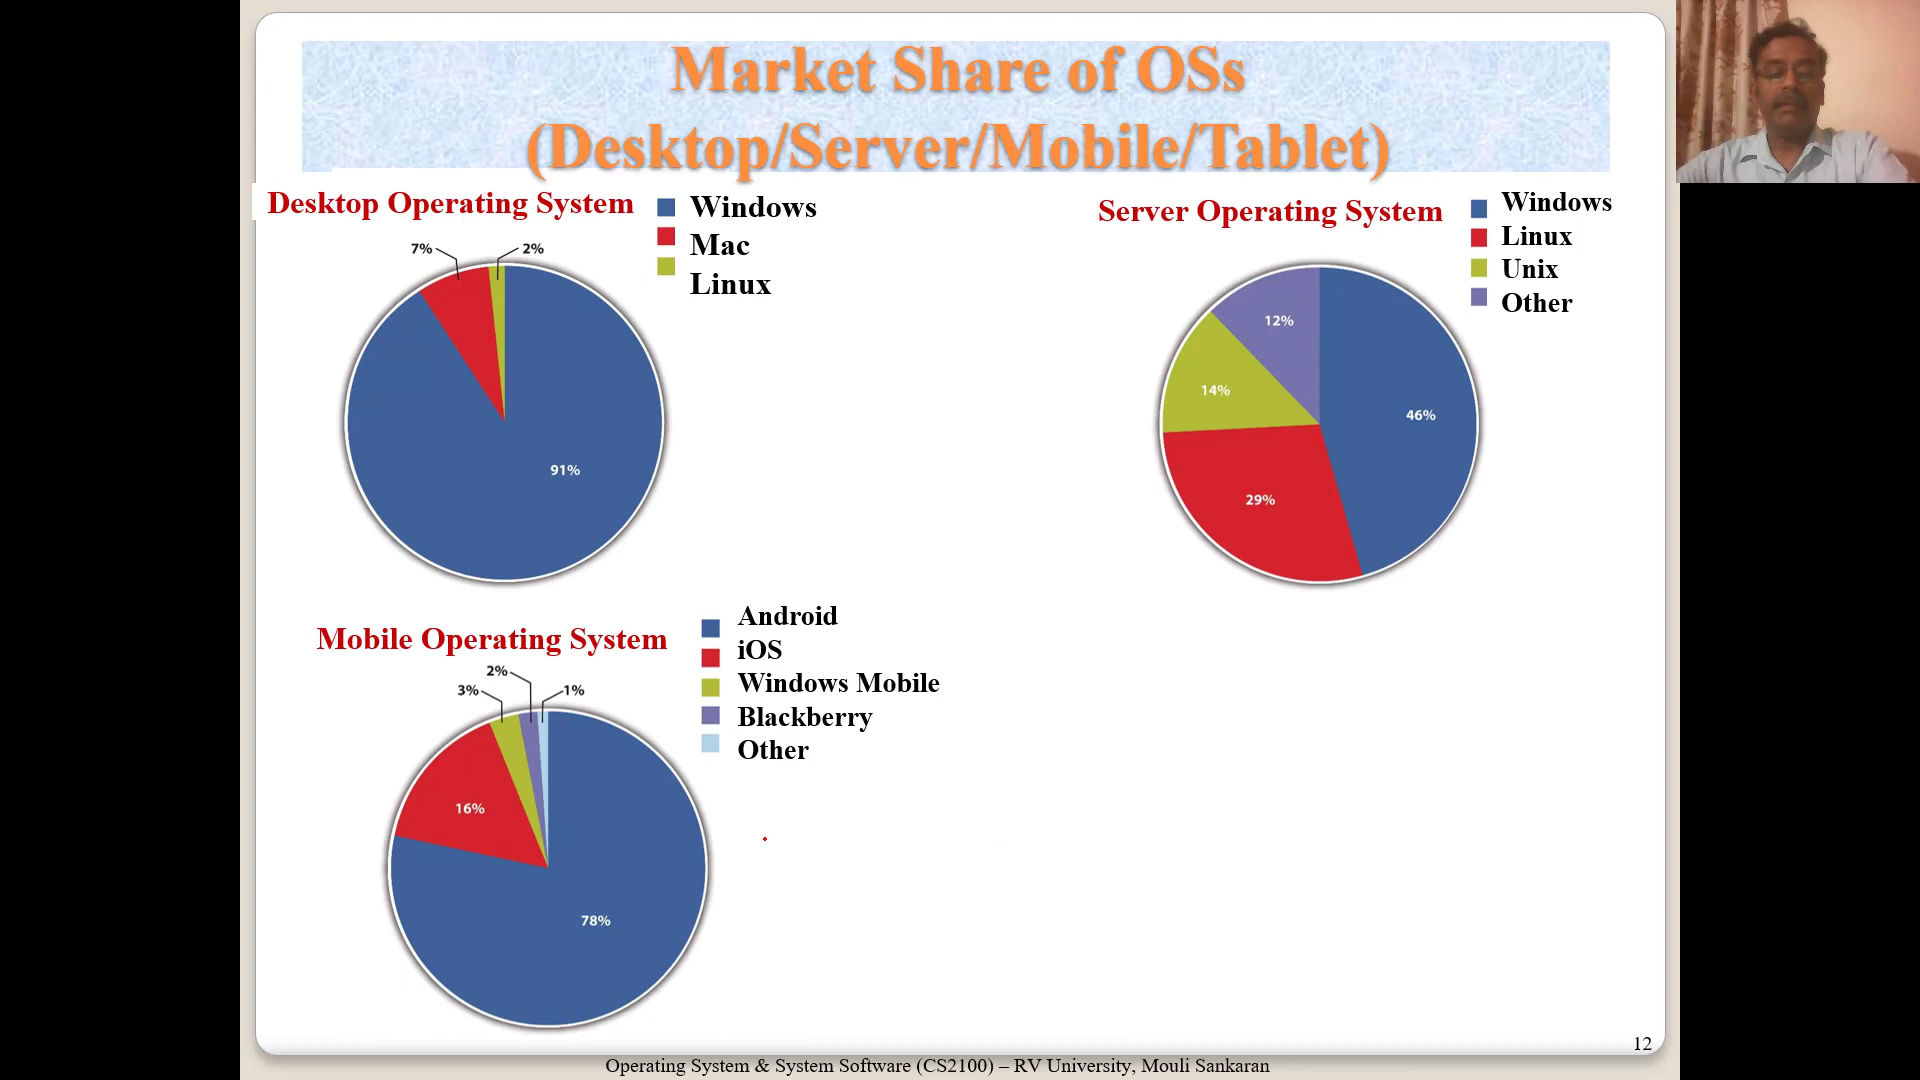 Market Share of OSs
(Desktop/Server/Mobile/Tablet)
Desktop Operating System
Windows
Mac
Linux
7%
2%
91%
Server Operating System
Windows
Linux
Unix
Other
12%
14%
46%
29%
Mobile Operating System
Android
iOS
Windows Mobile
Blackberry
Other
2%
3%
1%
16%
78%
12
Operating System & System Software (CS2100) – RV University, Mouli Sankaran